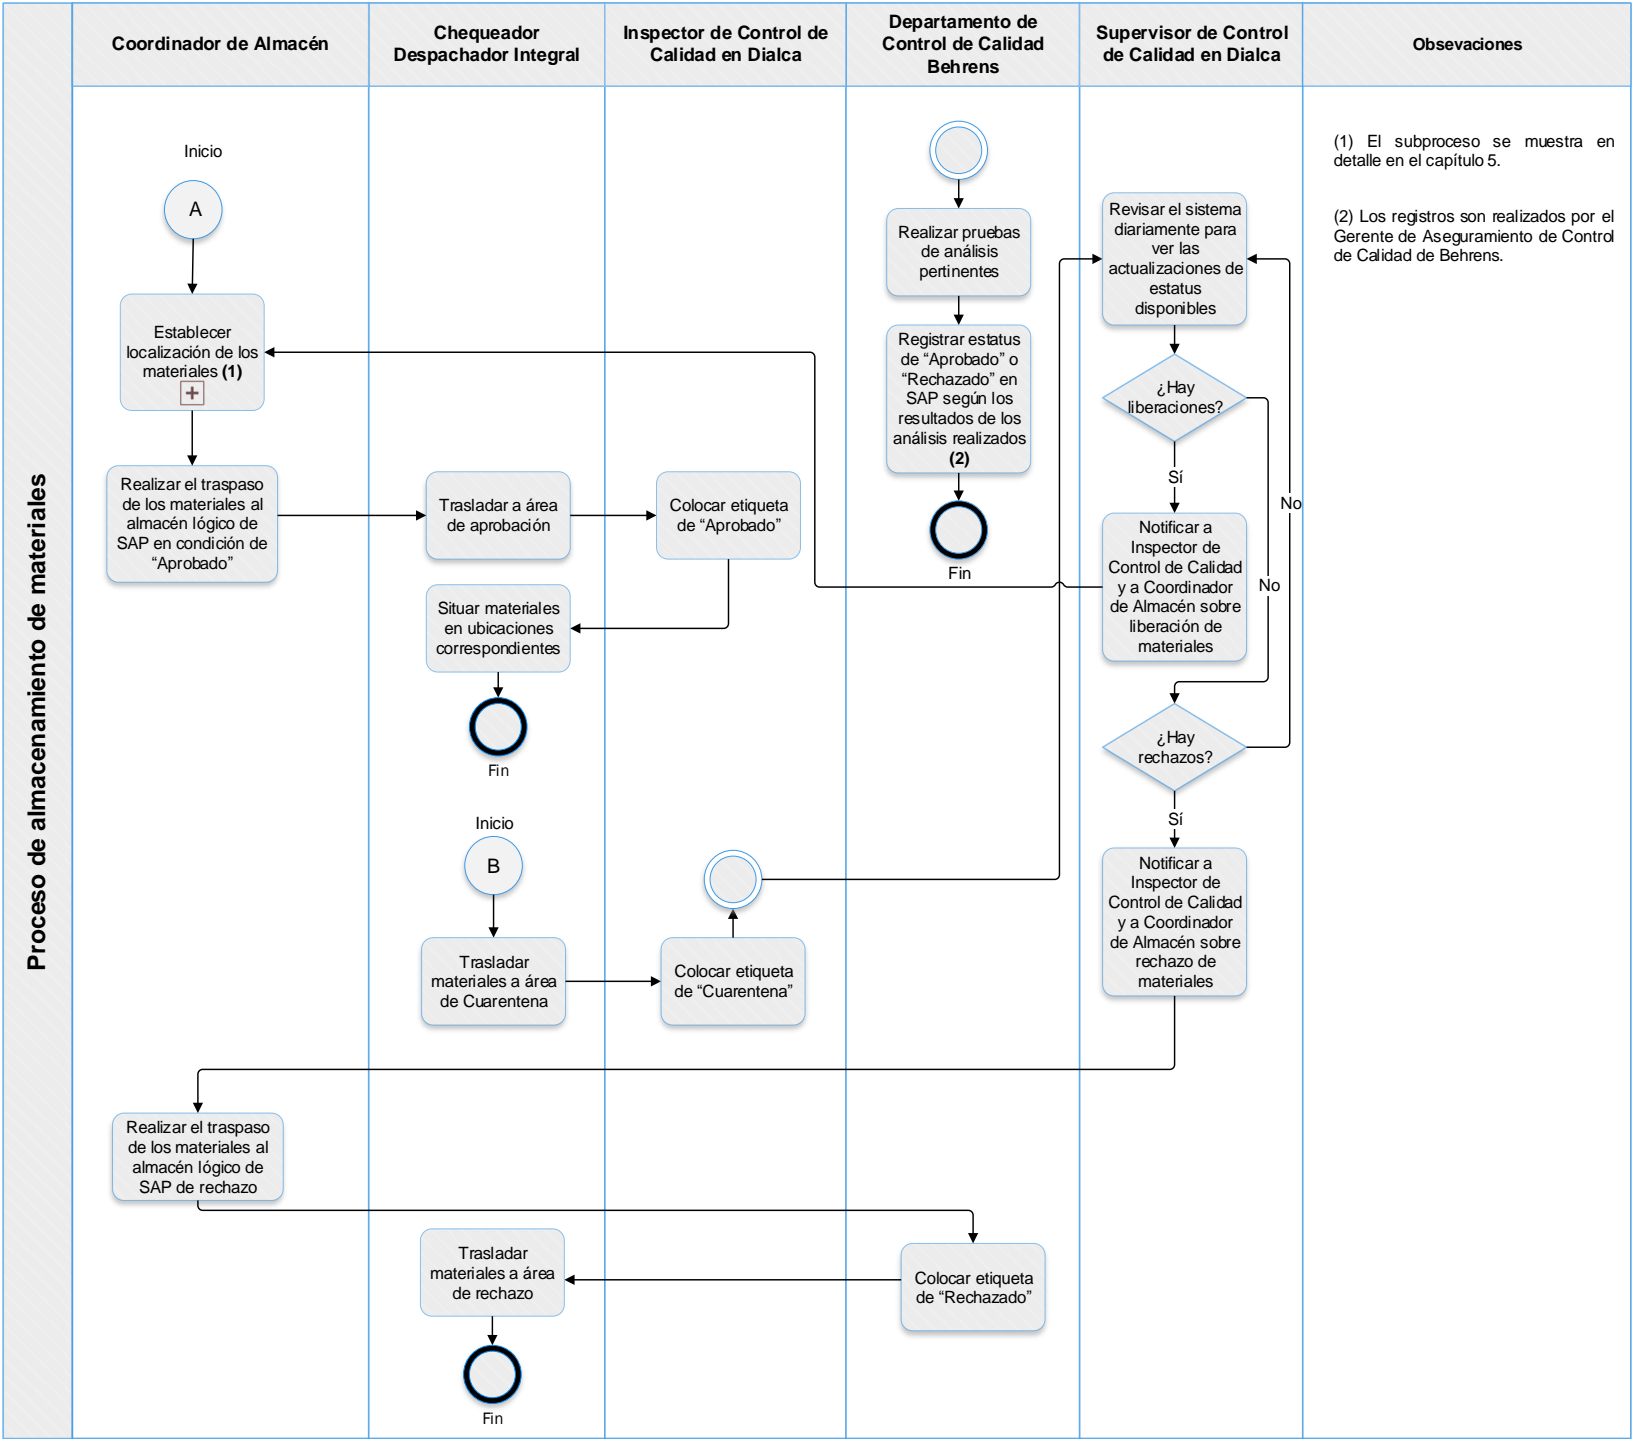 Proceso de almacenamiento de materiales
Coordinador de Almacén
Chequeador
Despachador Integral
Inspector de Control de
Calidad en Dialca
Departamento de
Control de Calidad
Behrens
Supervisor de Control
de Calidad en Dialca
Obsevaciones
Inicio
A
Establecer
localización de los
materiales (1)
Realizar el traspaso
de los materiales al
almacén lógico de
SAP en condición de
“Aprobado”
Trasladar a área
de aprobación
Colocar etiqueta
de “Aprobado”
Situar materiales
en ubicaciones
correspondientes
Fin
Realizar pruebas
de análisis
pertinentes
Registrar estatus
de “Aprobado” o
“Rechazado” en
SAP según los
resultados de los
análisis realizados
(2)
Fin
Revisar el sistema
diariamente para
ver las
actualizaciones de
estatus
disponibles
¿Hay
liberaciones?
Sí
No
No
Notificar a
Inspector de
Control de Calidad
y a Coordinador
de Almacén sobre
liberación de
materiales
¿Hay
rechazos?
Sí
Notificar a
Inspector de
Control de Calidad
y a Coordinador
de Almacén sobre
rechazo de
materiales
(1) El subproceso se muestra en
detalle en el capítulo 5.
(2) Los registros son realizados por el
Gerente de Aseguramiento de Control
de Calidad de Behrens.
Inicio
B
Trasladar
materiales a área
de Cuarentena
Colocar etiqueta
de “Cuarentena”
Realizar el traspaso
de los materiales al
almacén lógico de
SAP de rechazo
Trasladar
materiales a área
de rechazo
Colocar etiqueta
de “Rechazado”
Fin